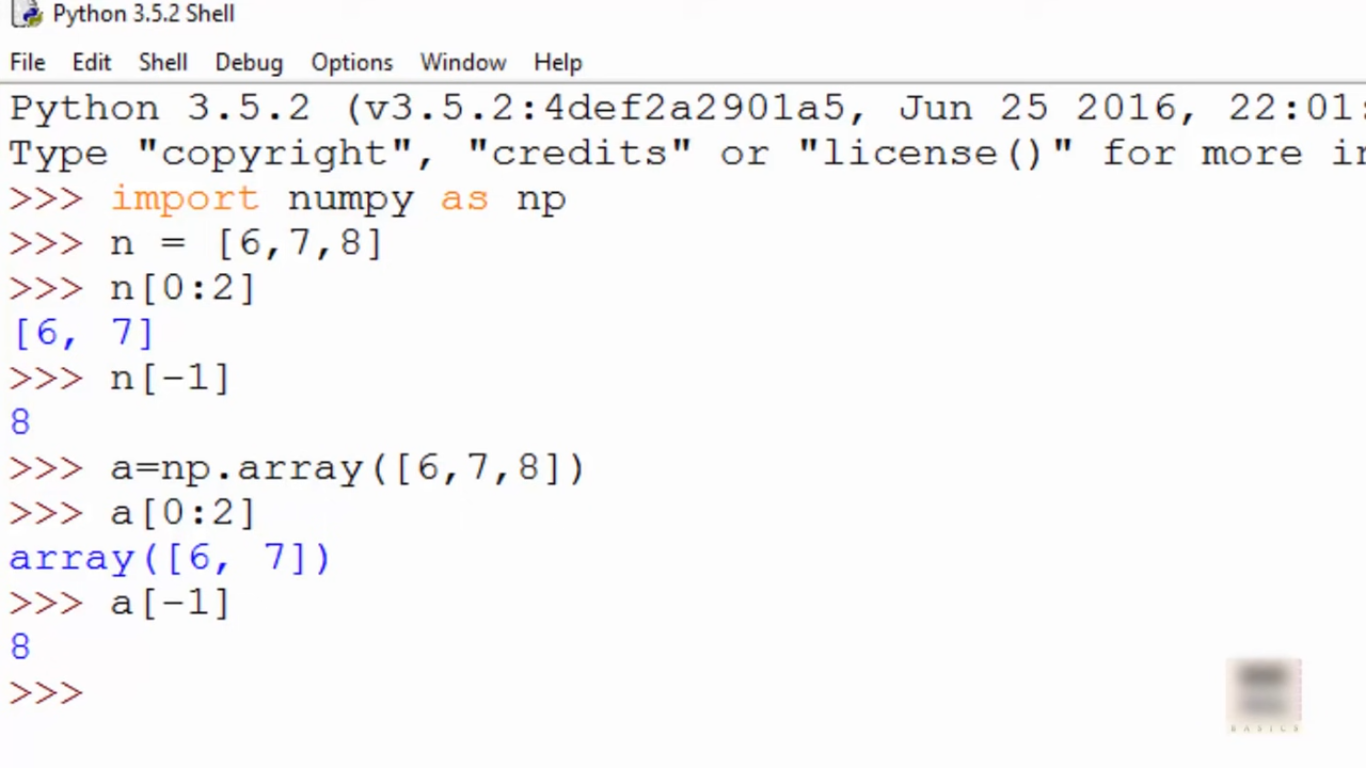 Python 3.5.2 Shell
File Edit Shell Debug Options Window Help
Python 3.5.2 (v3.5.2:4def2a2901a5, Jun 25 2016, 22:01:
Type "copyright", "credits" or "license()" for more in
>>> import numpy as np
>>> n = [6,7,8]
>>> n[0:2]
[6, 7]
>>> n[-1]
8
>>> a=np.array([6,7,8])
>>> a[0:2]
array([6, 7])
>>> a[-1]
8
>>>
BASICS